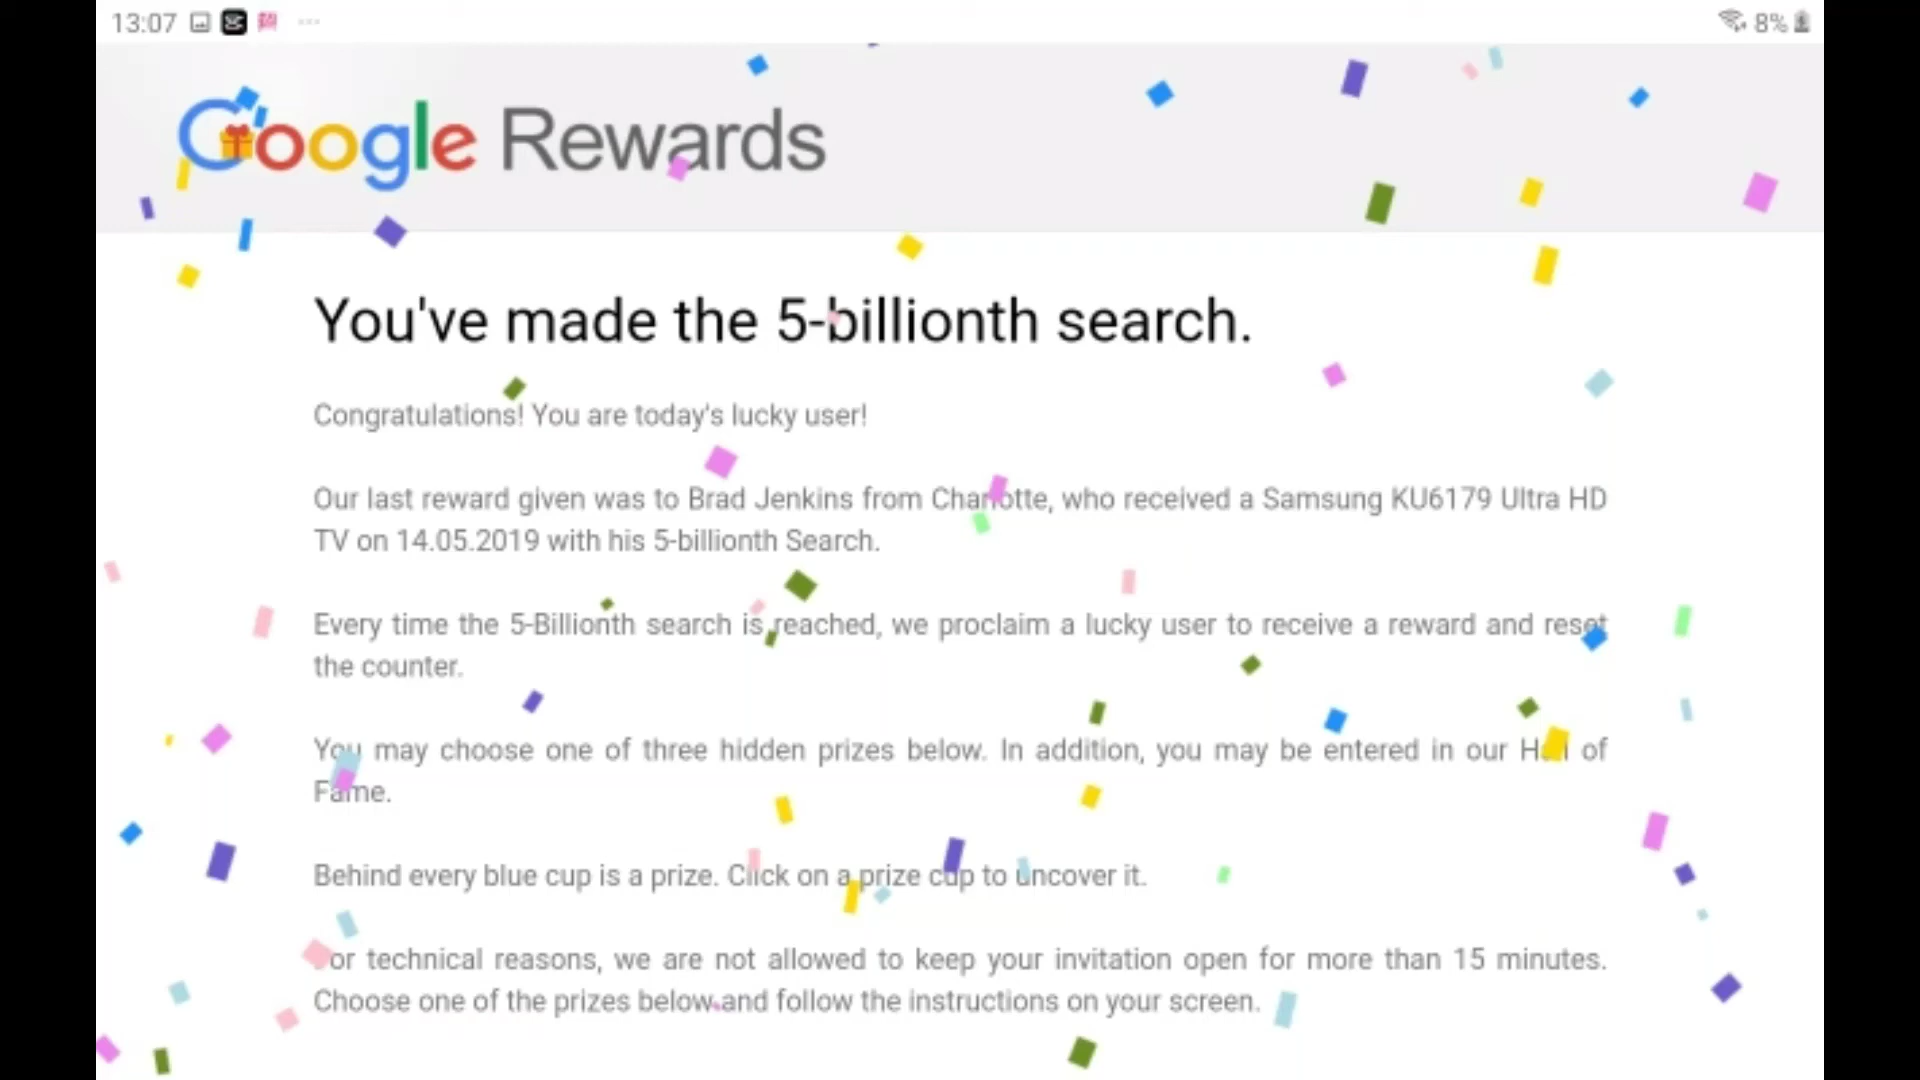 13:07
8%
Google Rewards
You've made the 5-billionth search.
Congratulations! You are today's lucky user!
Our last reward given was to Brad Jenkins from Charlotte, who received a Samsung KU6179 Ultra HD
TV on 14.05.2019 with his 5-billionth Search.
Every time the 5-Billionth search is reached, we proclaim a lucky user to receive a reward and reset
the counter.
You may choose one of three hidden prizes below. In addition, you may be entered in our Hall of
Fame.
Behind every blue cup is a prize. Click on a prize cup to uncover it.
For technical reasons, we are not allowed to keep your invitation open for more than 15 minutes.
Choose one of the prizes below and follow the instructions on your screen.